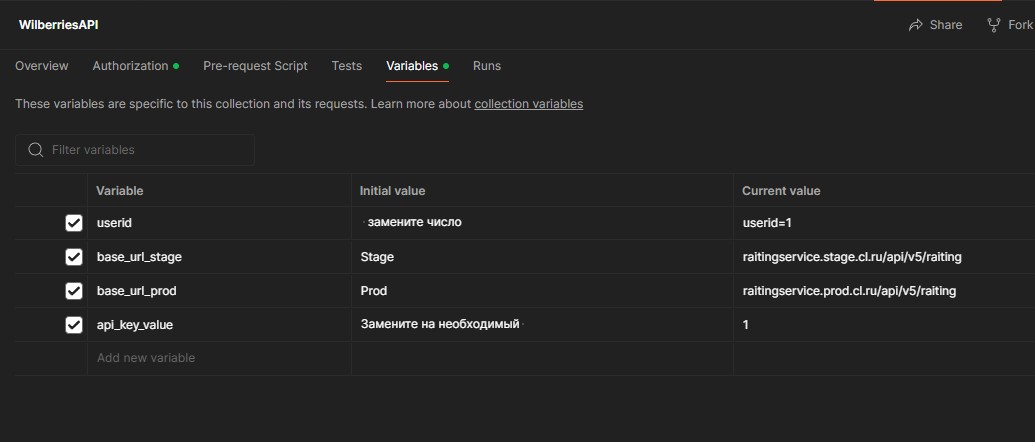 WilberriesAPI
Share
Fork
Overview Authorization Pre-request Script Tests Variables Runs
These variables are specific to this collection and its requests. Learn more about collection variables
Filter variables
Variable Initial value Current value
userid замените число userid=1
base_url_stage Stage raitingservice.stage.cl.ru/api/v5/raiting
base_url_prod Prod raitingservice.prod.cl.ru/api/v5/raiting
api_key_value Замените на необходимый 1
Add new variable